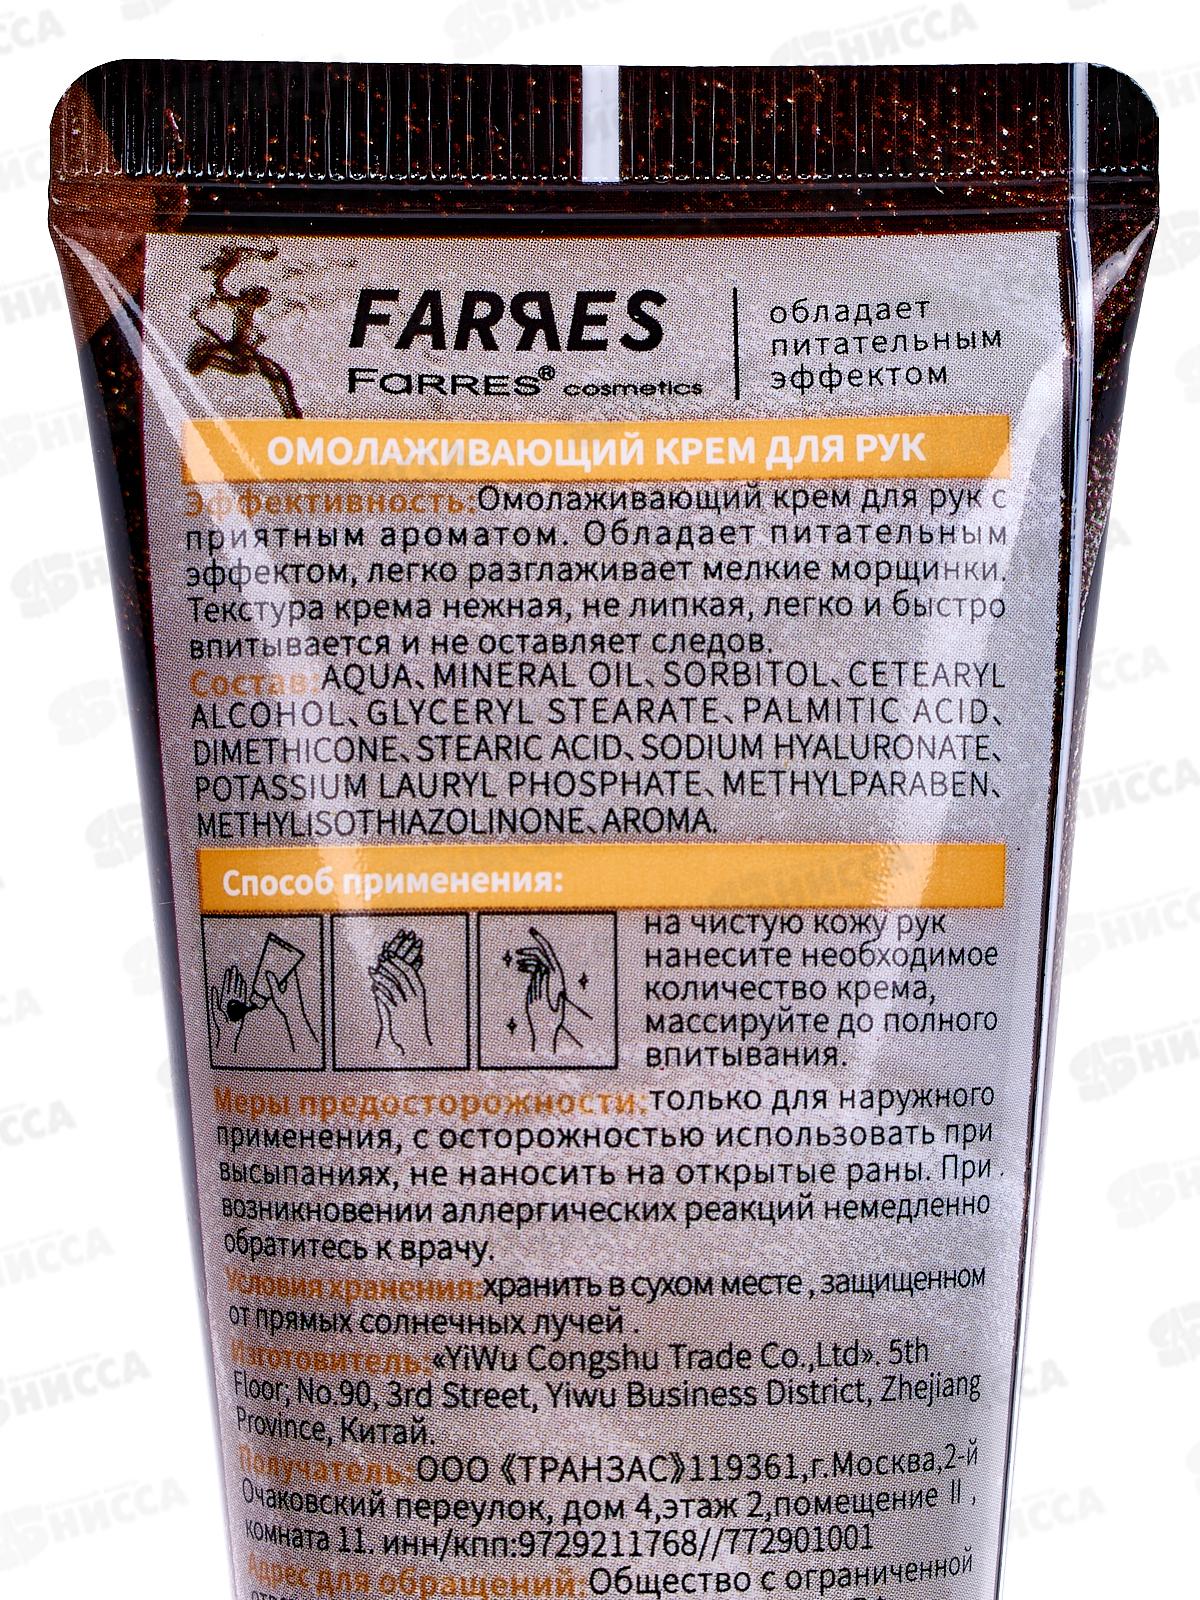 FARЯES
FARRES® cosmetics
обладает
питательным
эффектом
ОМОЛАЖИВАЮЩИЙ КРЕМ ДЛЯ РУК
Эффективность:Омолаживающий крем для рук с
приятным ароматом. Обладает питательным
эффектом, легко разглаживает мелкие морщинки.
Текстура крема нежная, не липкая, легко и быстро
впитывается и не оставляет следов.
Состав:AQUA、MINERAL OIL、SORBITOL、CETEARYL
ALCOHOL、GLYCERYL STEARATE、PALMITIC ACID、
DIMETHICONE、STEARIC ACID、SODIUM HYALURONATE、
POTASSIUM LAURYL PHOSPHATE、METHYLPARABEN、
METHYLISOTHIAZOLINONE、AROMA.
Способ применения:
на чистую кожу рук
нанесите необходимое
количество крема,
массируйте до полного
впитывания.
Меры предосторожности:только для наружного
применения, с осторожностью использовать при
высыпаниях, не наносить на открытые раны. При .
возникновении аллергических реакций немедленно
обратитесь к врачу.
Условия хранения:хранить в сухом месте , защищенном
от прямых солнечных лучей .
Изготовитель:«YiWu Congshu Trade Co.,Ltd». 5th
Floor; No.90, 3rd Street, Yiwu Business District, Zhejiang
Province, Китай.
Получатель:ООО《ТРАНЗАС》119361,г.Москва,2-й
Очаковский переулок, дом 4,этаж 2,помещение II ,
комната 11. инн/кпп:9729211768//772901001
Адрес для обращений:Общество с ограниченной